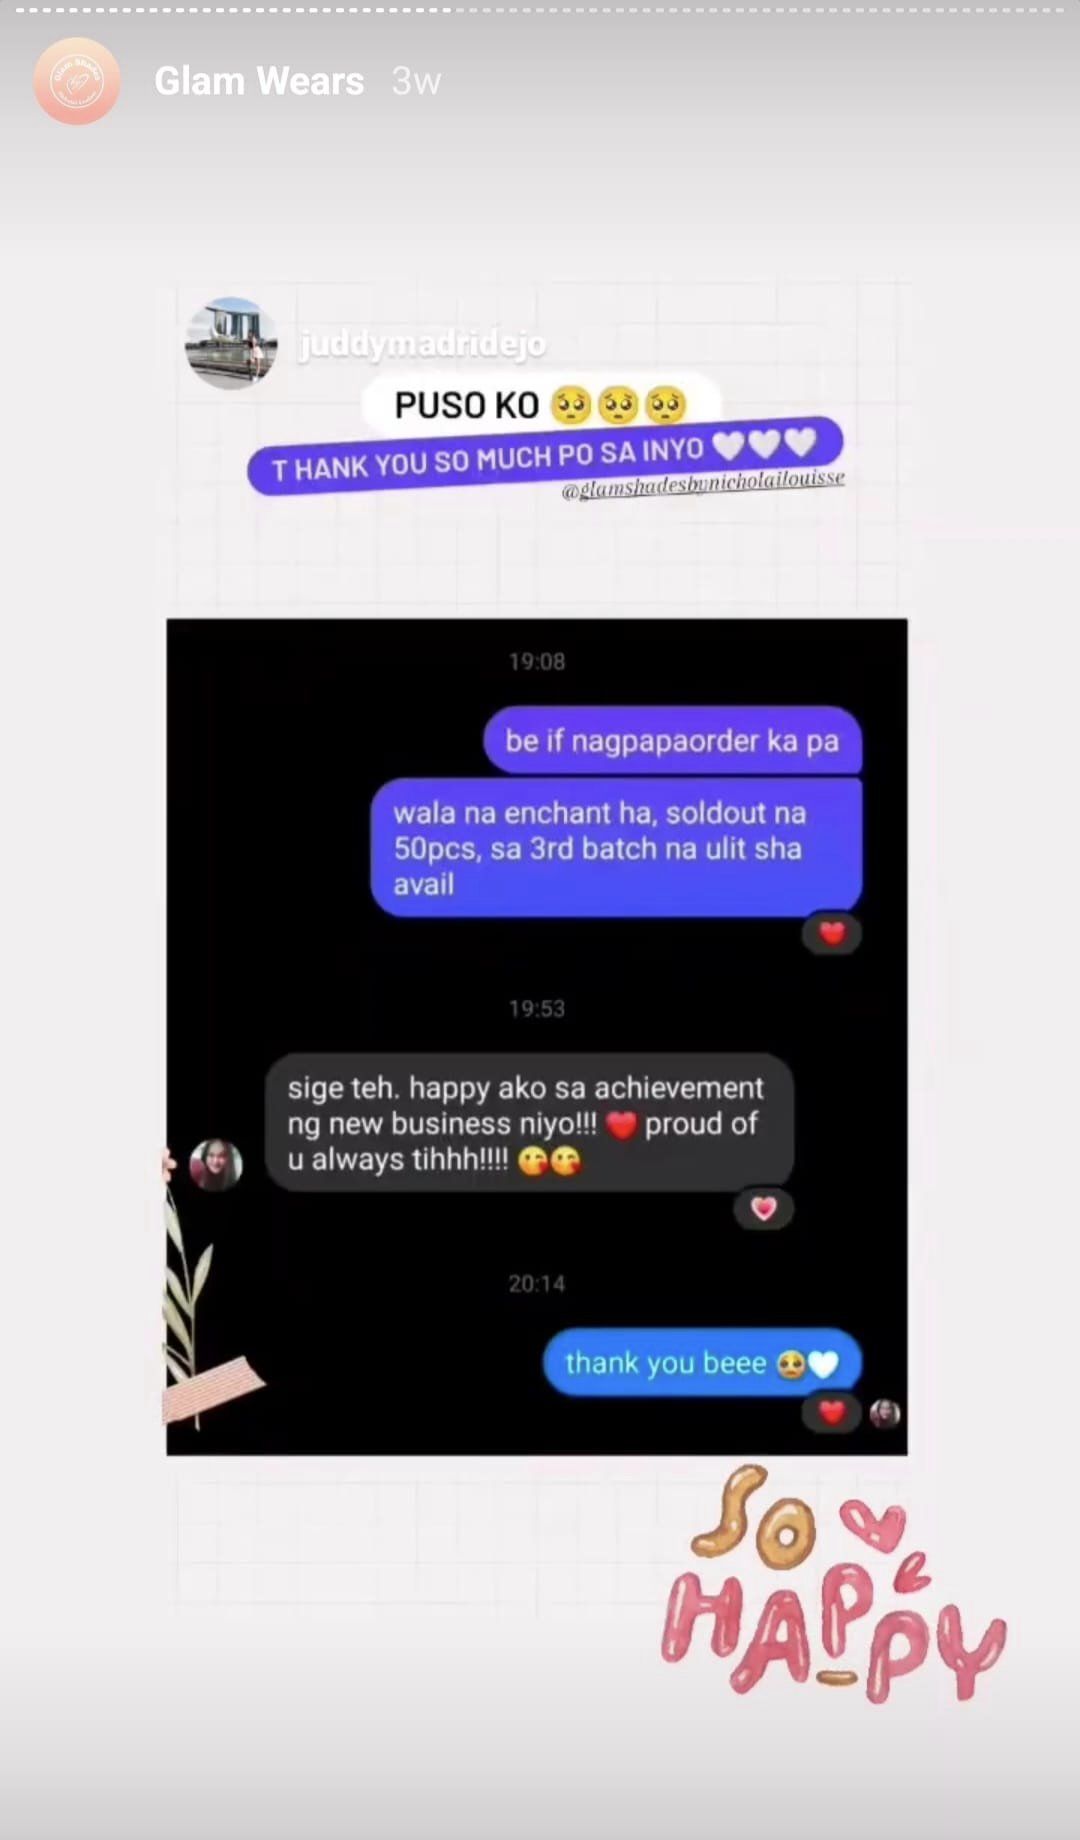 Glam Wears 3w
Glam Shades
juddymadridejo
PUSO KO 🥺🥺🥺
T HANK YOU SO MUCH PO SA INYO 🤍🤍🤍
@glamshadesbynicholailouisse
19:08
be if nagpapaorder ka pa
wala na enchant ha, soldout na
50pcs, sa 3rd batch na ulit sha
avail
19:53
sige teh. happy ako sa achievement
ng new business niyo!!! ❤️ proud of
u always tihhh!!!! 😘😘
20:14
thank you beee 🥺🤍
SO
HAPPY